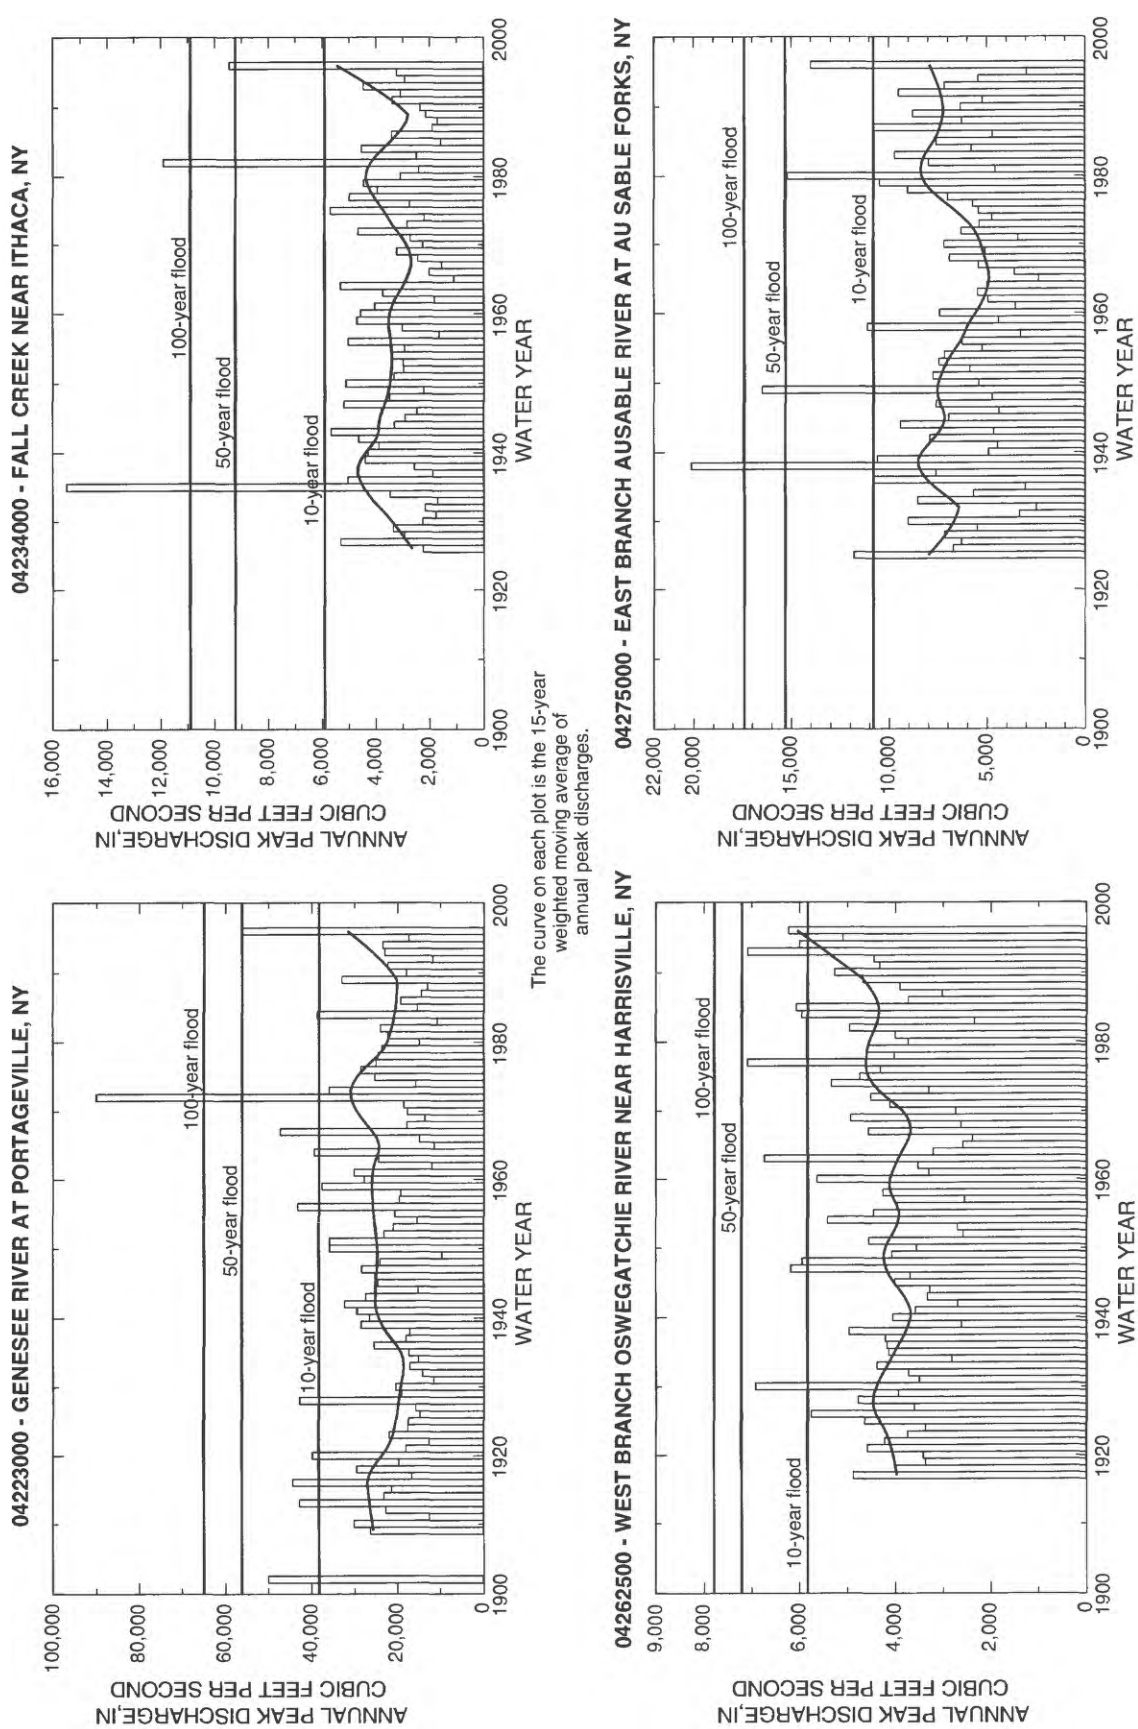 04223000 - GENESEE RIVER AT PORTAGEVILLE, NY
ANNUAL PEAK DISCHARGE,IN
CUBIC FEET PER SECOND
100,000
80,000
60,000
40,000
20,000
0
100-year flood
50-year flood
10-year flood
1900
1920
1940
1960
1980
2000
WATER YEAR
04234000 - FALL CREEK NEAR ITHACA, NY
ANNUAL PEAK DISCHARGE,IN
CUBIC FEET PER SECOND
16,000
14,000
12,000
10,000
8,000
6,000
4,000
2,000
0
100-year flood
50-year flood
10-year flood
1900
1920
1940
1960
1980
2000
WATER YEAR
The curve on each plot is the 15-year
weighted moving average of
annual peak discharges.
04262500 - WEST BRANCH OSWEGATCHIE RIVER NEAR HARRISVILLE, NY
ANNUAL PEAK DISCHARGE,IN
CUBIC FEET PER SECOND
9,000
8,000
6,000
4,000
2,000
0
100-year flood
50-year flood
10-year flood
1900
1920
1940
1960
1980
2000
WATER YEAR
04275000 - EAST BRANCH AUSABLE RIVER AT AU SABLE FORKS, NY
ANNUAL PEAK DISCHARGE,IN
CUBIC FEET PER SECOND
22,000
20,000
15,000
10,000
5,000
0
100-year flood
50-year flood
10-year flood
1900
1920
1940
1960
1980
2000
WATER YEAR